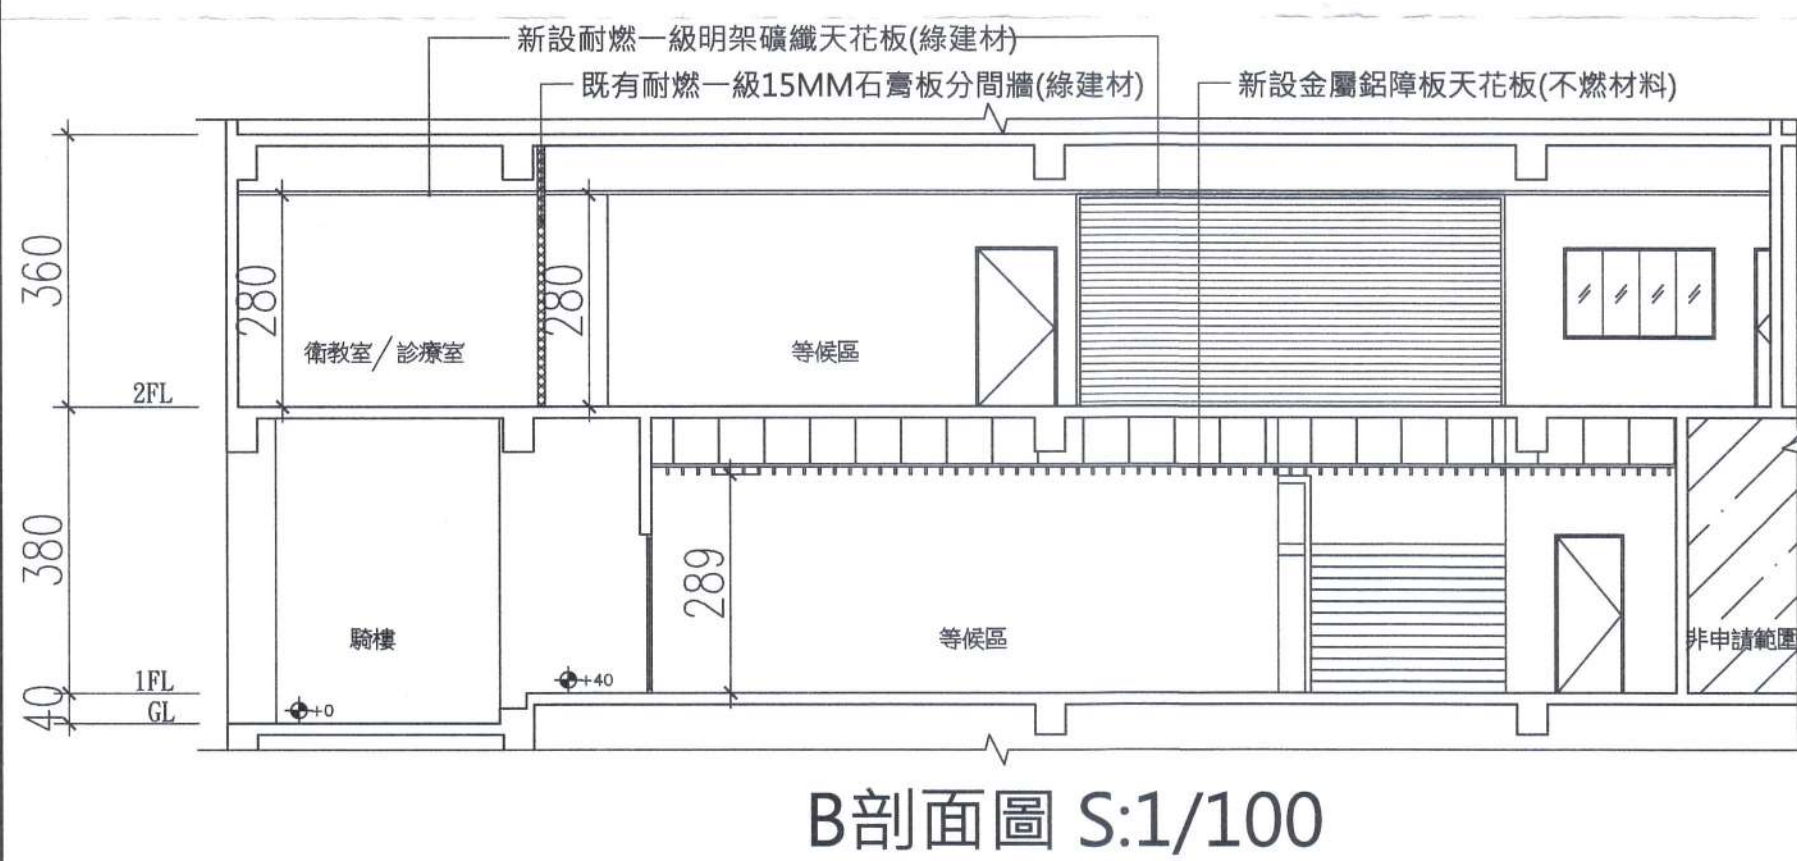 新設耐燃一級明架礦纖天花板(綠建材)
既有耐燃一級15MM石膏板分間牆(綠建材)
新設金屬鋁障板天花板(不燃材料)
360
280
280
衛教室/診療室
等候區
2FL
380
289
騎樓
等候區
非申請範圍
+40
1FL
40
GL
+0
B剖面圖 S:1/100